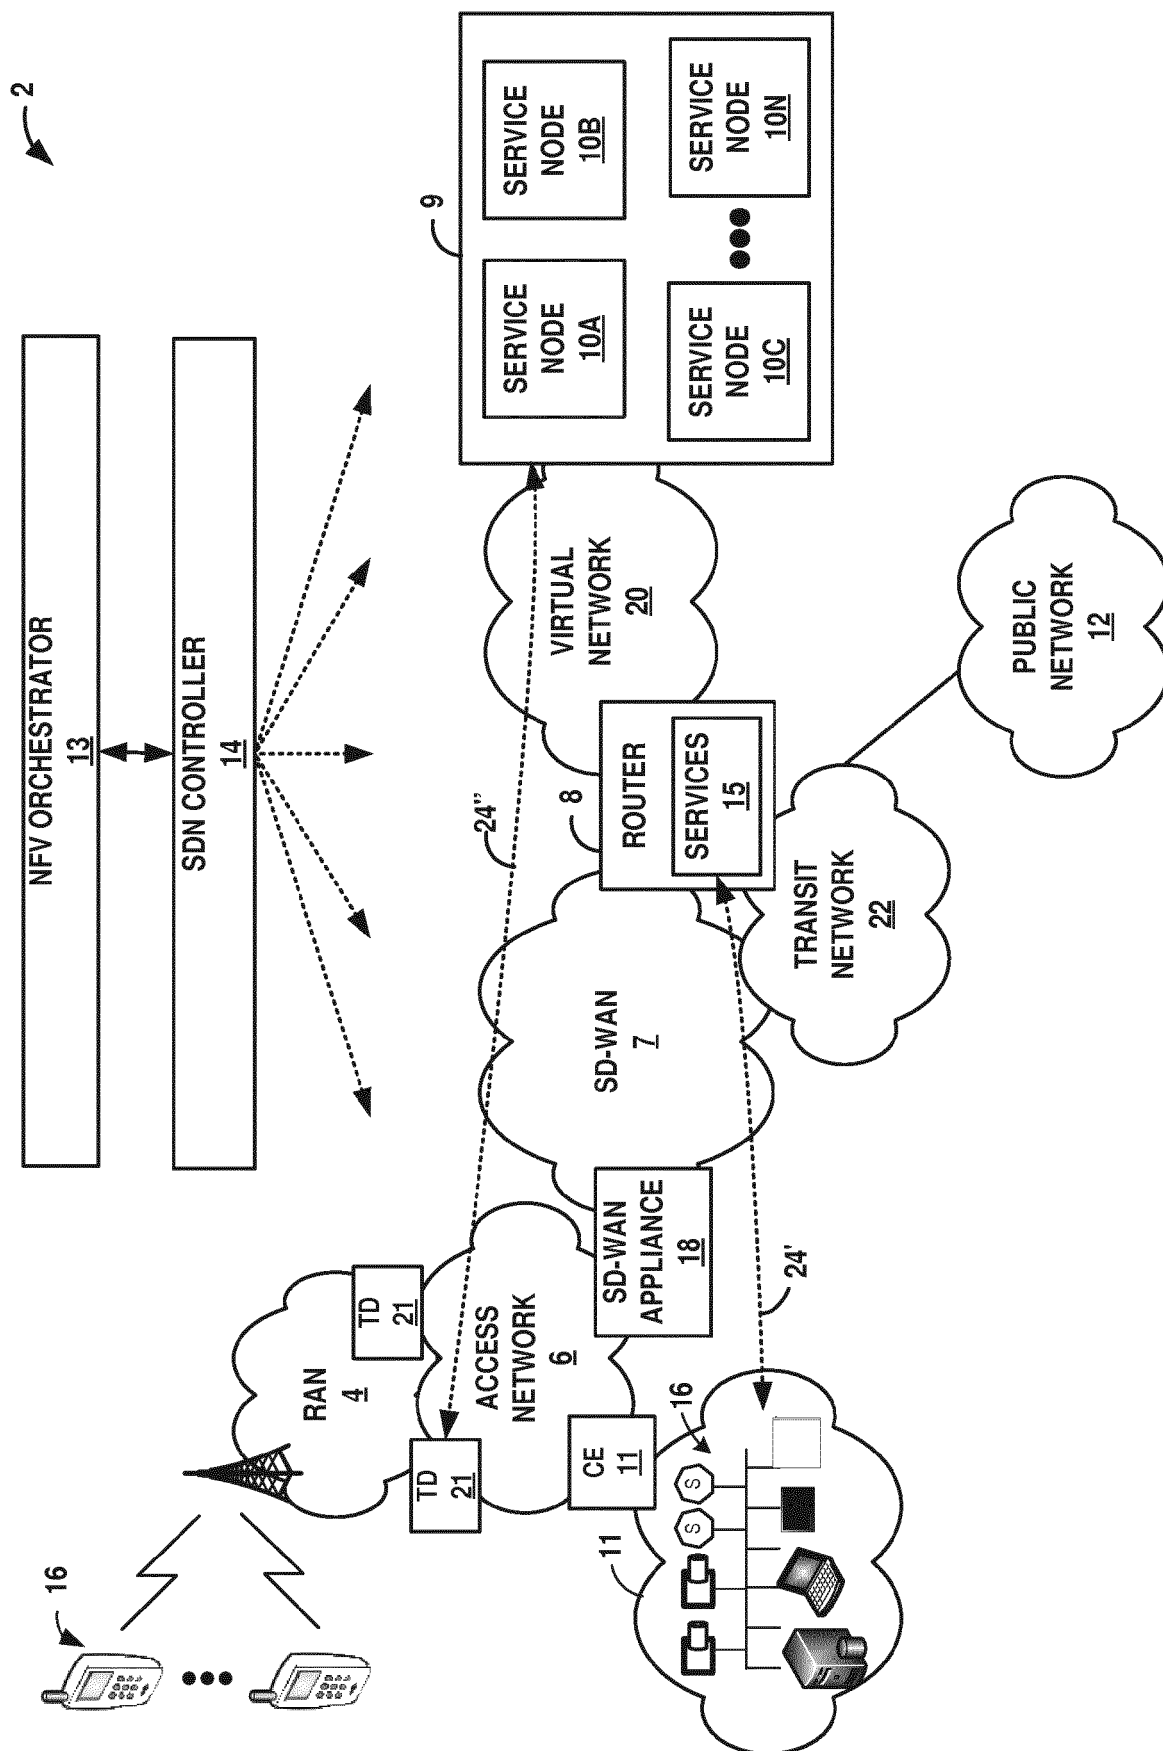 2
NFV ORCHESTRATOR
13
SDN CONTROLLER
14
16
RAN
4
TD
21
TD
21
ACCESS
NETWORK
6
CE
11
11
16
S
S
SD-WAN
APPLIANCE
18
SD-WAN
7
24''
24'
8
ROUTER
SERVICES
15
VIRTUAL
NETWORK
20
TRANSIT
NETWORK
22
PUBLIC
NETWORK
12
9
SERVICE
NODE
10A
SERVICE
NODE
10B
SERVICE
NODE
10C
SERVICE
NODE
10N